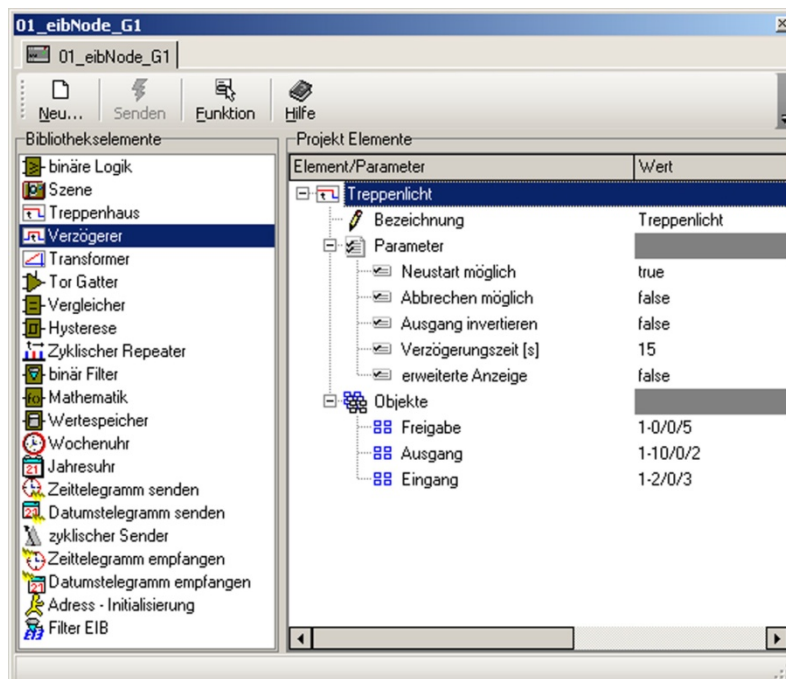 01_eibNode_G1
01_eibNode_G1
Neu... Senden Funktion Hilfe
Bibliothekselemente
binäre Logik
Szene
Treppenhaus
Verzögerer
Transformer
Tor Gatter
Vergleicher
Hysterese
Zyklischer Repeater
binär Filter
Mathematik
Wertespeicher
Wochenuhr
Jahresuhr
Zeittelegramm senden
Datumstelegramm senden
zyklischer Sender
Zeittelegramm empfangen
Datumstelegramm empfangen
Adress - Initialisierung
Filter EIB
Projekt Elemente
Element/Parameter Wert
Treppenlicht
Bezeichnung Treppenlicht
Parameter
Neustart möglich true
Abbrechen möglich false
Ausgang invertieren false
Verzögerungszeit [s] 15
erweiterte Anzeige false
Objekte
Freigabe 1-0/0/5
Ausgang 1-10/0/2
Eingang 1-2/0/3